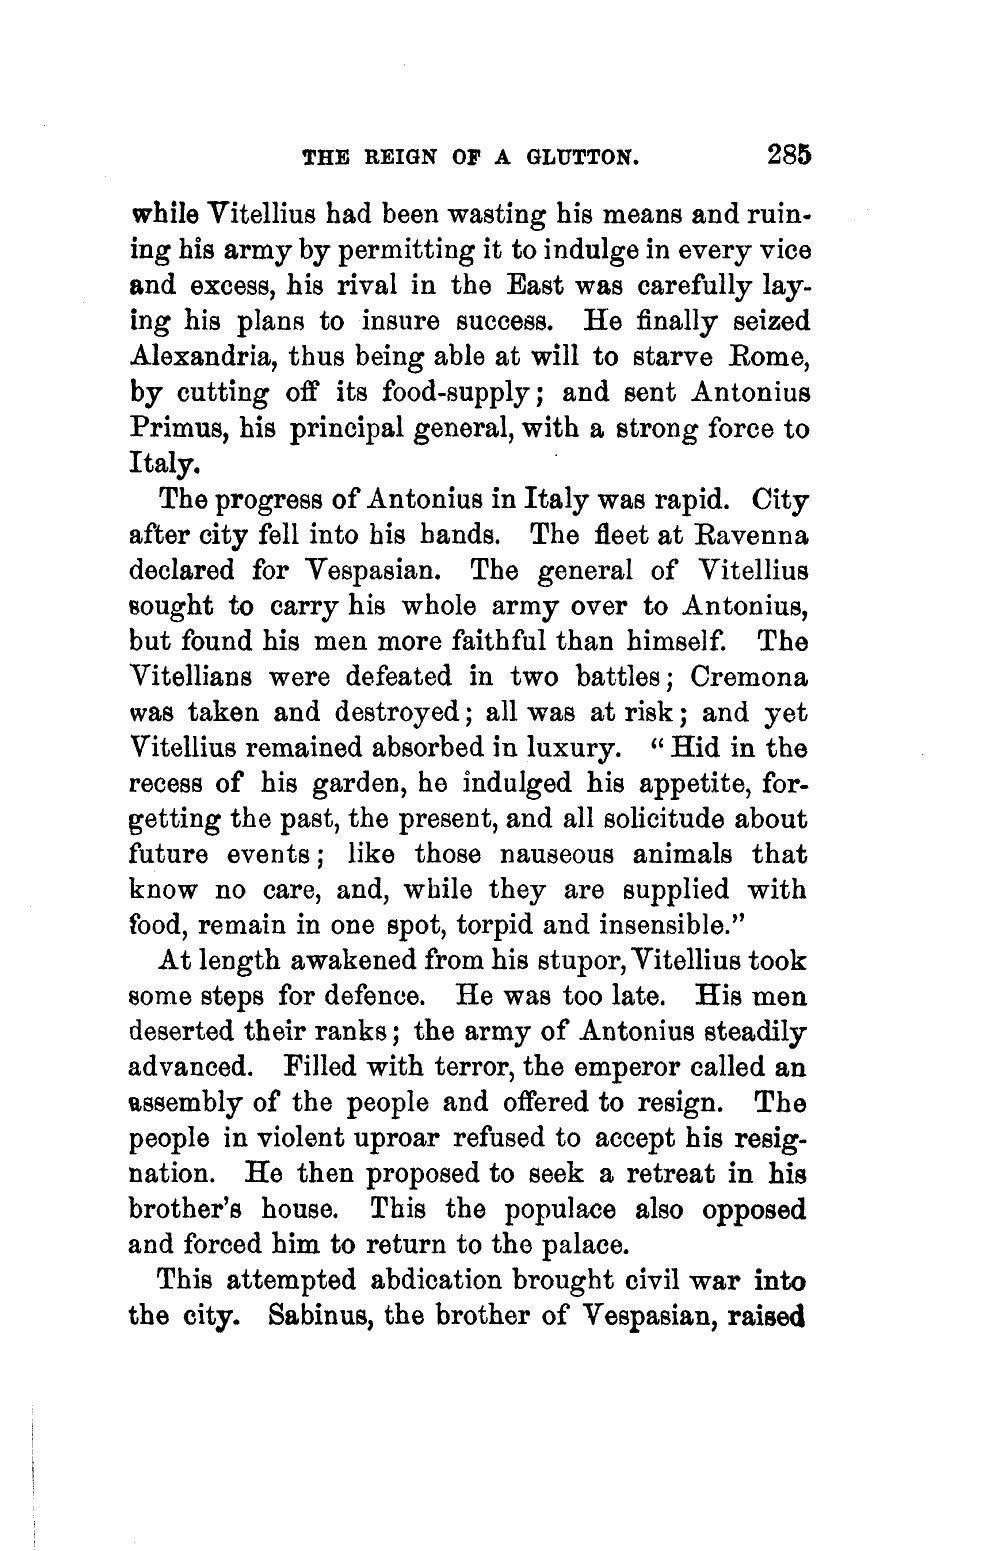 THE REIGN OF A GLUTTON. 285
while Vitellius had been wasting his means and ruin-
ing his army by permitting it to indulge in every vice
and excess, his rival in the East was carefully lay-
ing his plans to insure success. He finally seized
Alexandria, thus being able at will to starve Rome,
by cutting off its food-supply; and sent Antonius
Primus, his principal general, with a strong force to
Italy.
The progress of Antonius in Italy was rapid. City
after city fell into his hands. The fleet at Ravenna
declared for Vespasian. The general of Vitellius
sought to carry his whole army over to Antonius,
but found his men more faithful than himself. The
Vitellians were defeated in two battles; Cremona
was taken and destroyed; all was at risk; and yet
Vitellius remained absorbed in luxury. “Hid in the
recess of his garden, he indulged his appetite, for-
getting the past, the present, and all solicitude about
future events; like those nauseous animals that
know no care, and, while they are supplied with
food, remain in one spot, torpid and insensible.”
At length awakened from his stupor, Vitellius took
some steps for defence. He was too late. His men
deserted their ranks; the army of Antonius steadily
advanced. Filled with terror, the emperor called an
assembly of the people and offered to resign. The
people in violent uproar refused to accept his resig-
nation. He then proposed to seek a retreat in his
brother's house. This the populace also opposed
and forced him to return to the palace.
This attempted abdication brought civil war into
the city. Sabinus, the brother of Vespasian, raised